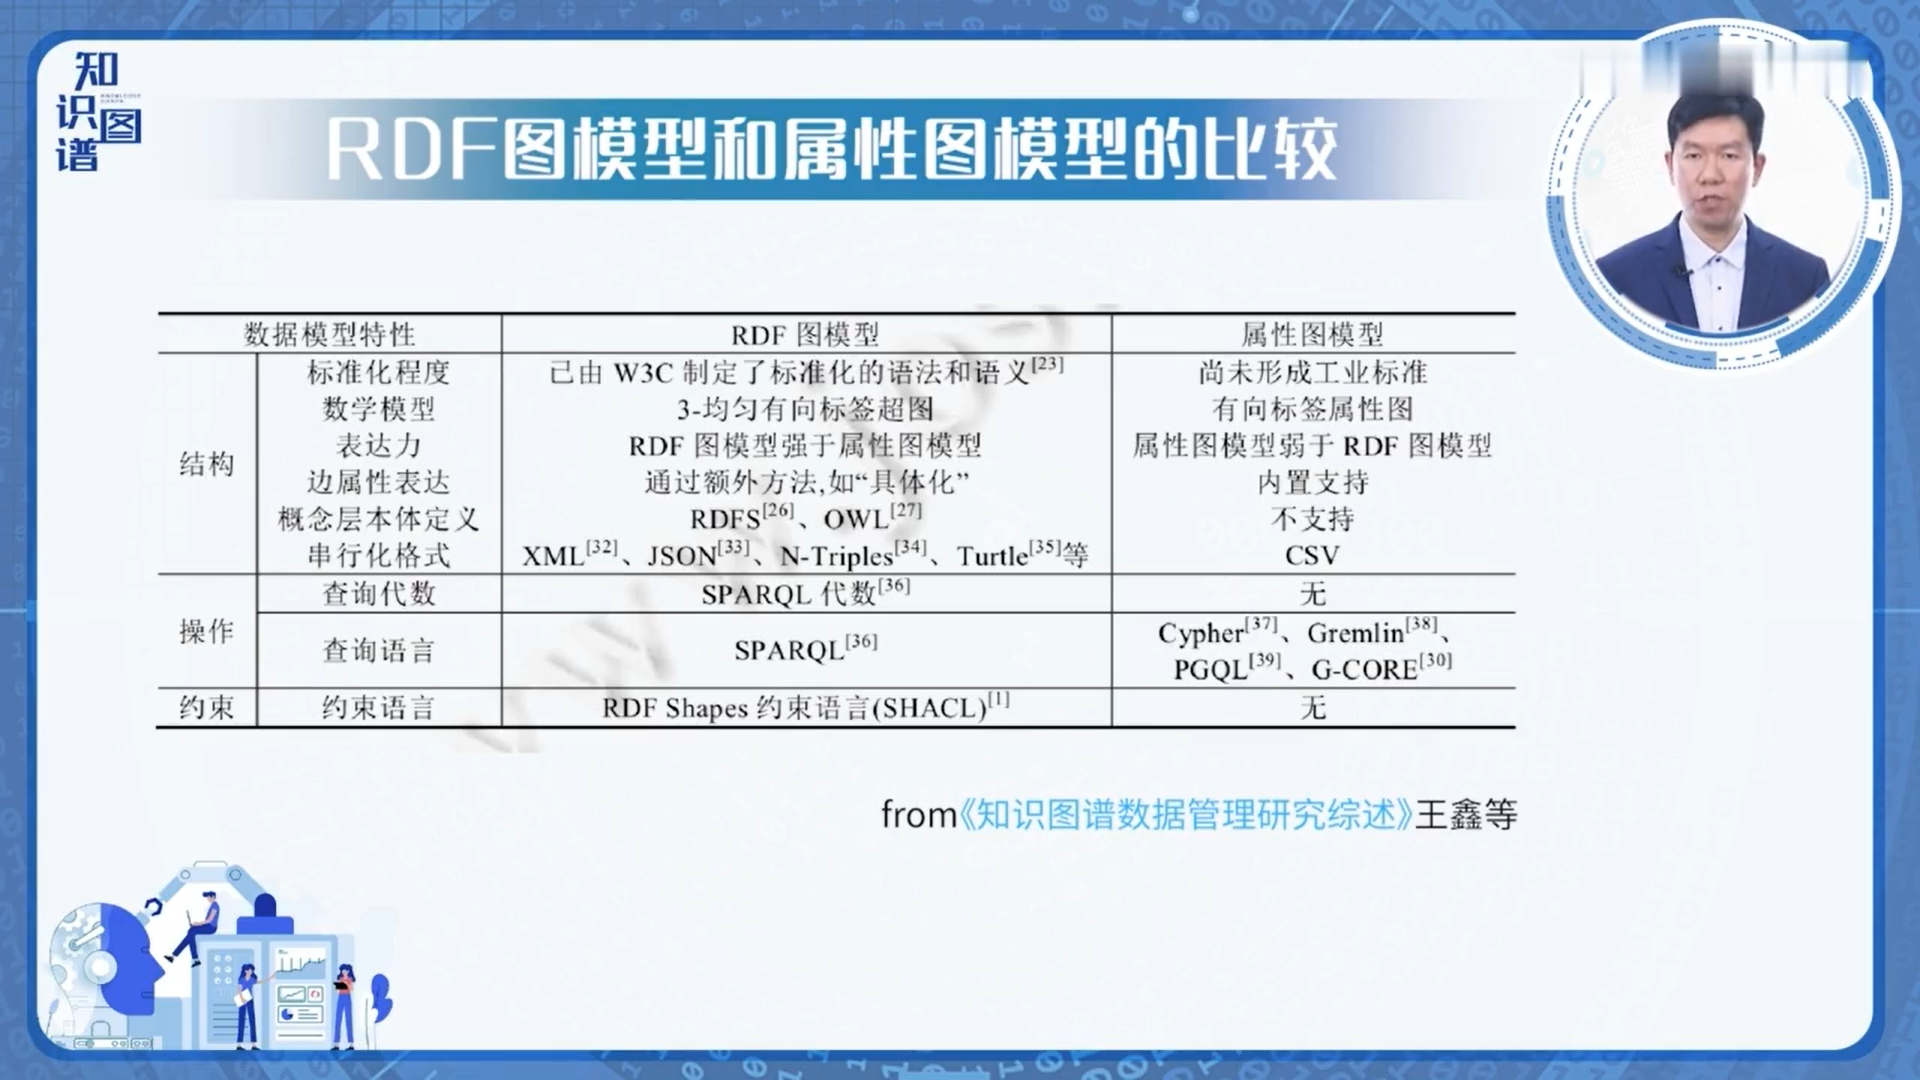 知识图谱
RDF图模型和属性图模型的比较
数据模型特性 RDF 图模型 属性图模型
结构
标准化程度 已由 W3C 制定了标准化的语法和语义[23] 尚未形成工业标准
数学模型 3-均匀有向标签超图 有向标签属性图
表达力 RDF 图模型强于属性图模型 属性图模型弱于 RDF 图模型
边属性表达 通过额外方法,如“具体化” 内置支持
概念层本体定义 RDFS[26]、OWL[27] 不支持
串行化格式 XML[32]、JSON[33]、N-Triples[34]、Turtle[35]等 CSV
操作
查询代数 SPARQL 代数[36] 无
查询语言 SPARQL[36] Cypher[37]、Gremlin[38]、
PGQL[39]、G-CORE[30]
约束 约束语言 RDF Shapes 约束语言(SHACL)[1] 无
from《知识图谱数据管理研究综述》王鑫等